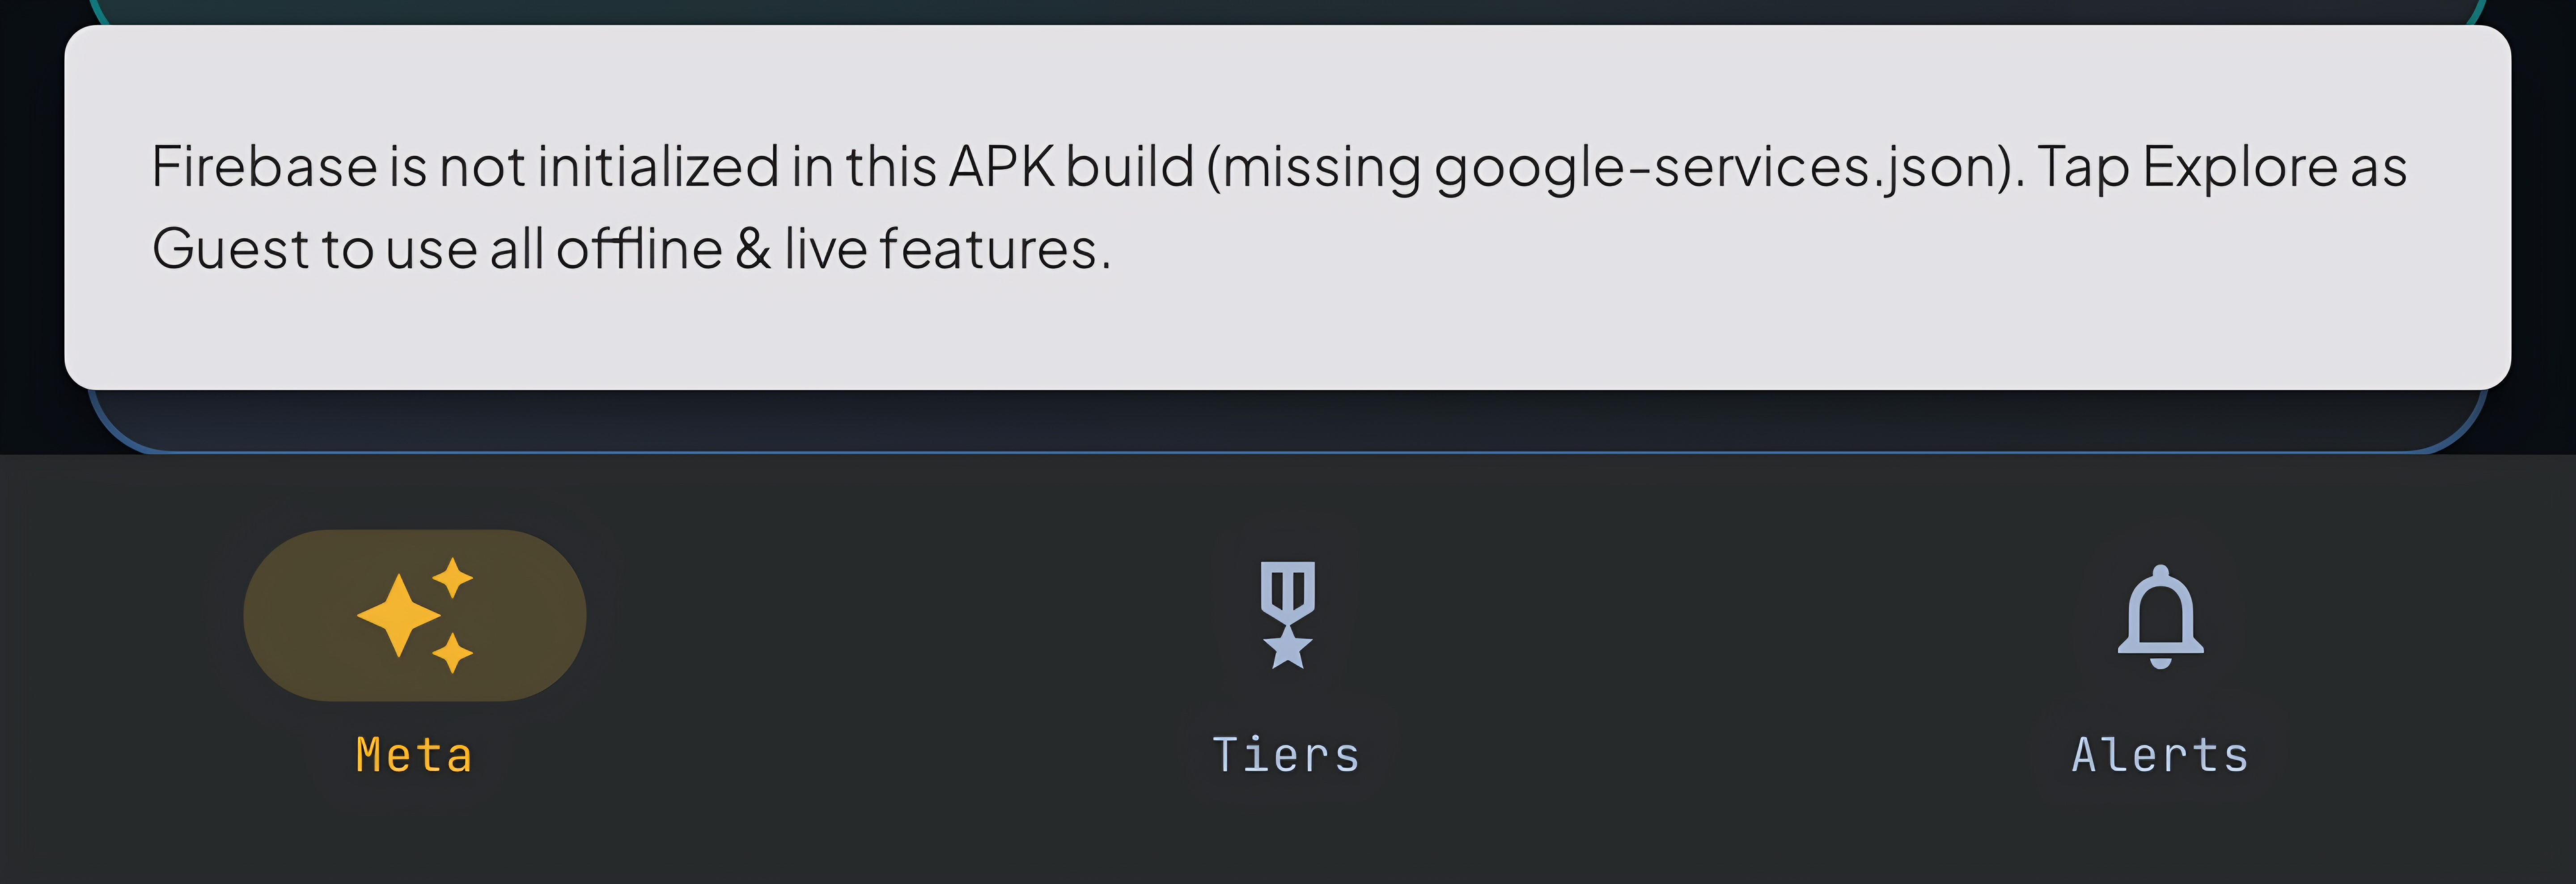 Firebase is not initialized in this APK build (missing google-services.json). Tap Explore as
Guest to use all offline & live features.
Meta
Tiers
Alerts